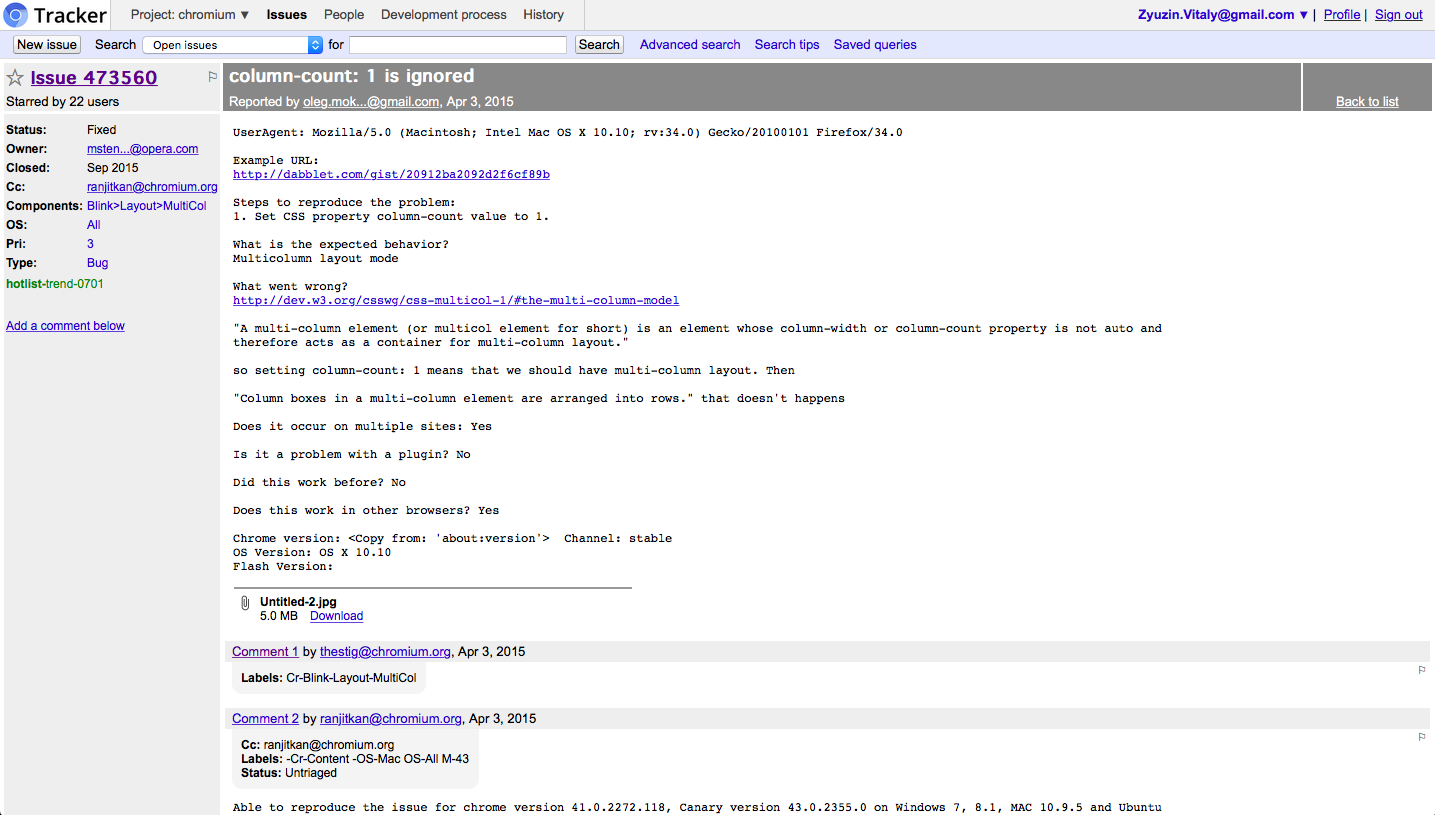 Tracker Project: chromium ▼ Issues People Development process History Zyuzin.Vitaly@gmail.com ▼ | Profile | Sign out
New issue Search Open issues for Search Advanced search Search tips Saved queries
Issue 473560
Starred by 22 users
column-count: 1 is ignored
Reported by oleg.mok...@gmail.com, Apr 3, 2015
Back to list
Status: Fixed
Owner: msten...@opera.com
Closed: Sep 2015
Cc: ranjitkan@chromium.org
Components: Blink>Layout>MultiCol
OS: All
Pri: 3
Type: Bug
hotlist-trend-0701
Add a comment below
UserAgent: Mozilla/5.0 (Macintosh; Intel Mac OS X 10.10; rv:34.0) Gecko/20100101 Firefox/34.0
Example URL:
http://dabblet.com/gist/20912ba2092d2f6cf89b
Steps to reproduce the problem:
1. Set CSS property column-count value to 1.
What is the expected behavior?
Multicolumn layout mode
What went wrong?
http://dev.w3.org/csswg/css-multicol-1/#the-multi-column-model
"A multi-column element (or multicol element for short) is an element whose column-width or column-count property is not auto and
therefore acts as a container for multi-column layout."
so setting column-count: 1 means that we should have multi-column layout. Then
"Column boxes in a multi-column element are arranged into rows." that doesn't happens
Does it occur on multiple sites: Yes
Is it a problem with a plugin? No
Did this work before? No
Does this work in other browsers? Yes
Chrome version: <Copy from: 'about:version'>  Channel: stable
OS Version: OS X 10.10
Flash Version:
Untitled-2.jpg
5.0 MB Download
Comment 1 by thestig@chromium.org, Apr 3, 2015
Labels: Cr-Blink-Layout-MultiCol
Comment 2 by ranjitkan@chromium.org, Apr 3, 2015
Cc: ranjitkan@chromium.org
Labels: -Cr-Content -OS-Mac OS-All M-43
Status: Untriaged
Able to reproduce the issue for chrome version 41.0.2272.118, Canary version 43.0.2355.0 on Windows 7, 8.1, MAC 10.9.5 and Ubuntu